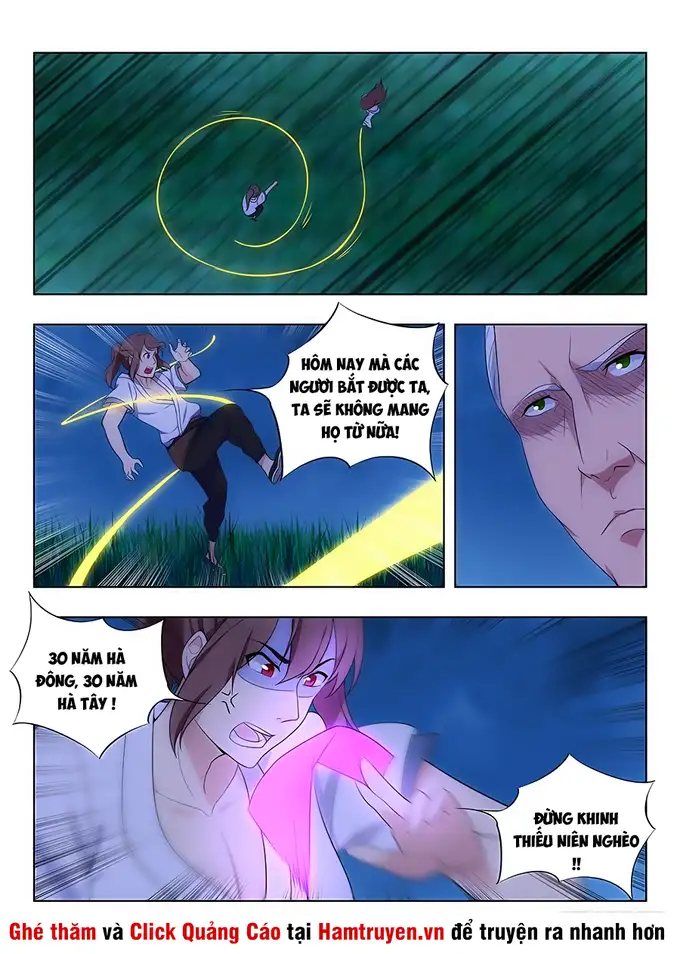 HÔM NAY MÀ CÁC
NGƯƠI BẮT ĐƯỢC TA,
TA SẼ KHÔNG MANG
HỌ TỪ NỮA!
30 NĂM HÀ
ĐÔNG, 30 NĂM
HÀ TÂY !
ĐỪNG KHINH
THIẾU NIÊN NGHÈO
!!
Ghé thăm và Click Quảng Cáo tại Hamtruyen.vn để truyện ra nhanh hơn